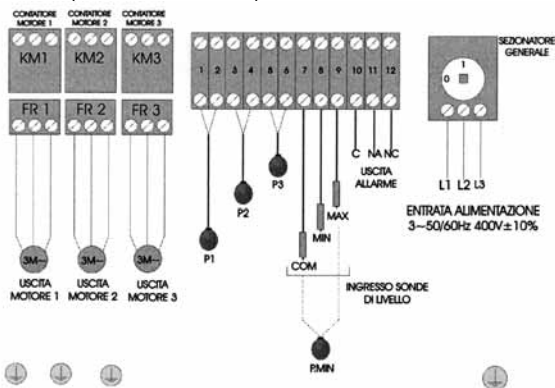 CONTATTORE MOTORE 1
CONTATTORE MOTORE 2
CONTATTORE MOTORE 3
KM1
KM2
KM3
FR 1
FR 2
FR 3
3M~
3M~
3M~
USCITA MOTORE 1
USCITA MOTORE 2
USCITA MOTORE 3
1 2 3 4 5 6 7 8 9 10 11 12
P1
P2
P3
COM
MIN
MAX
C NA NC
USCITA
ALLARME
INGRESSO SONDE
DI LIVELLO
P.MIN
SEZIONATORE
GENERALE
0
1
L1 L2 L3
ENTRATA ALIMENTAZIONE
3~50/60Hz 400V±10%